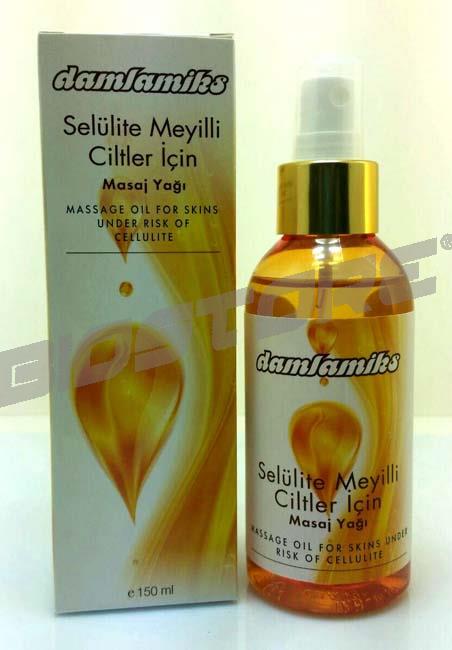 damlamiks
Selülite Meyilli
Ciltler İçin
Masaj Yağı
MASSAGE OIL FOR SKINS
UNDER RISK OF
CELLULITE
e 150 ml
damlamiks
Selülite Meyilli
Ciltler İçin
Masaj Yağı
MASSAGE OIL FOR SKINS UNDER
RISK OF CELLULITE